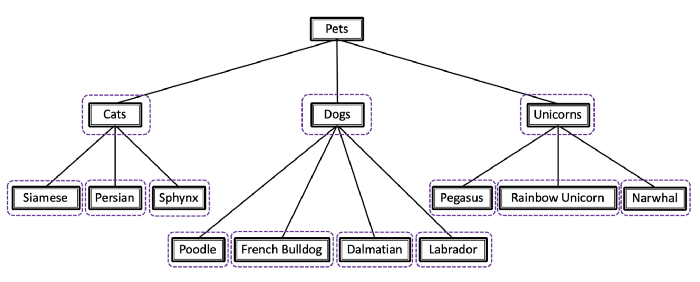 Pets
Cats
Dogs
Unicorns
Siamese
Persian
Sphynx
Pegasus
Rainbow Unicorn
Narwhal
Poodle
French Bulldog
Dalmatian
Labrador